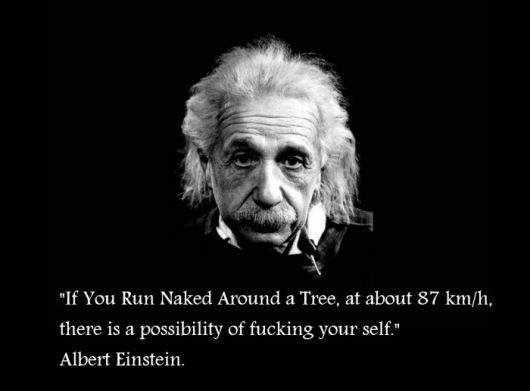 "If You Run Naked Around a Tree, at about 87 km/h,
there is a possibility of fucking your self."
Albert Einstein.